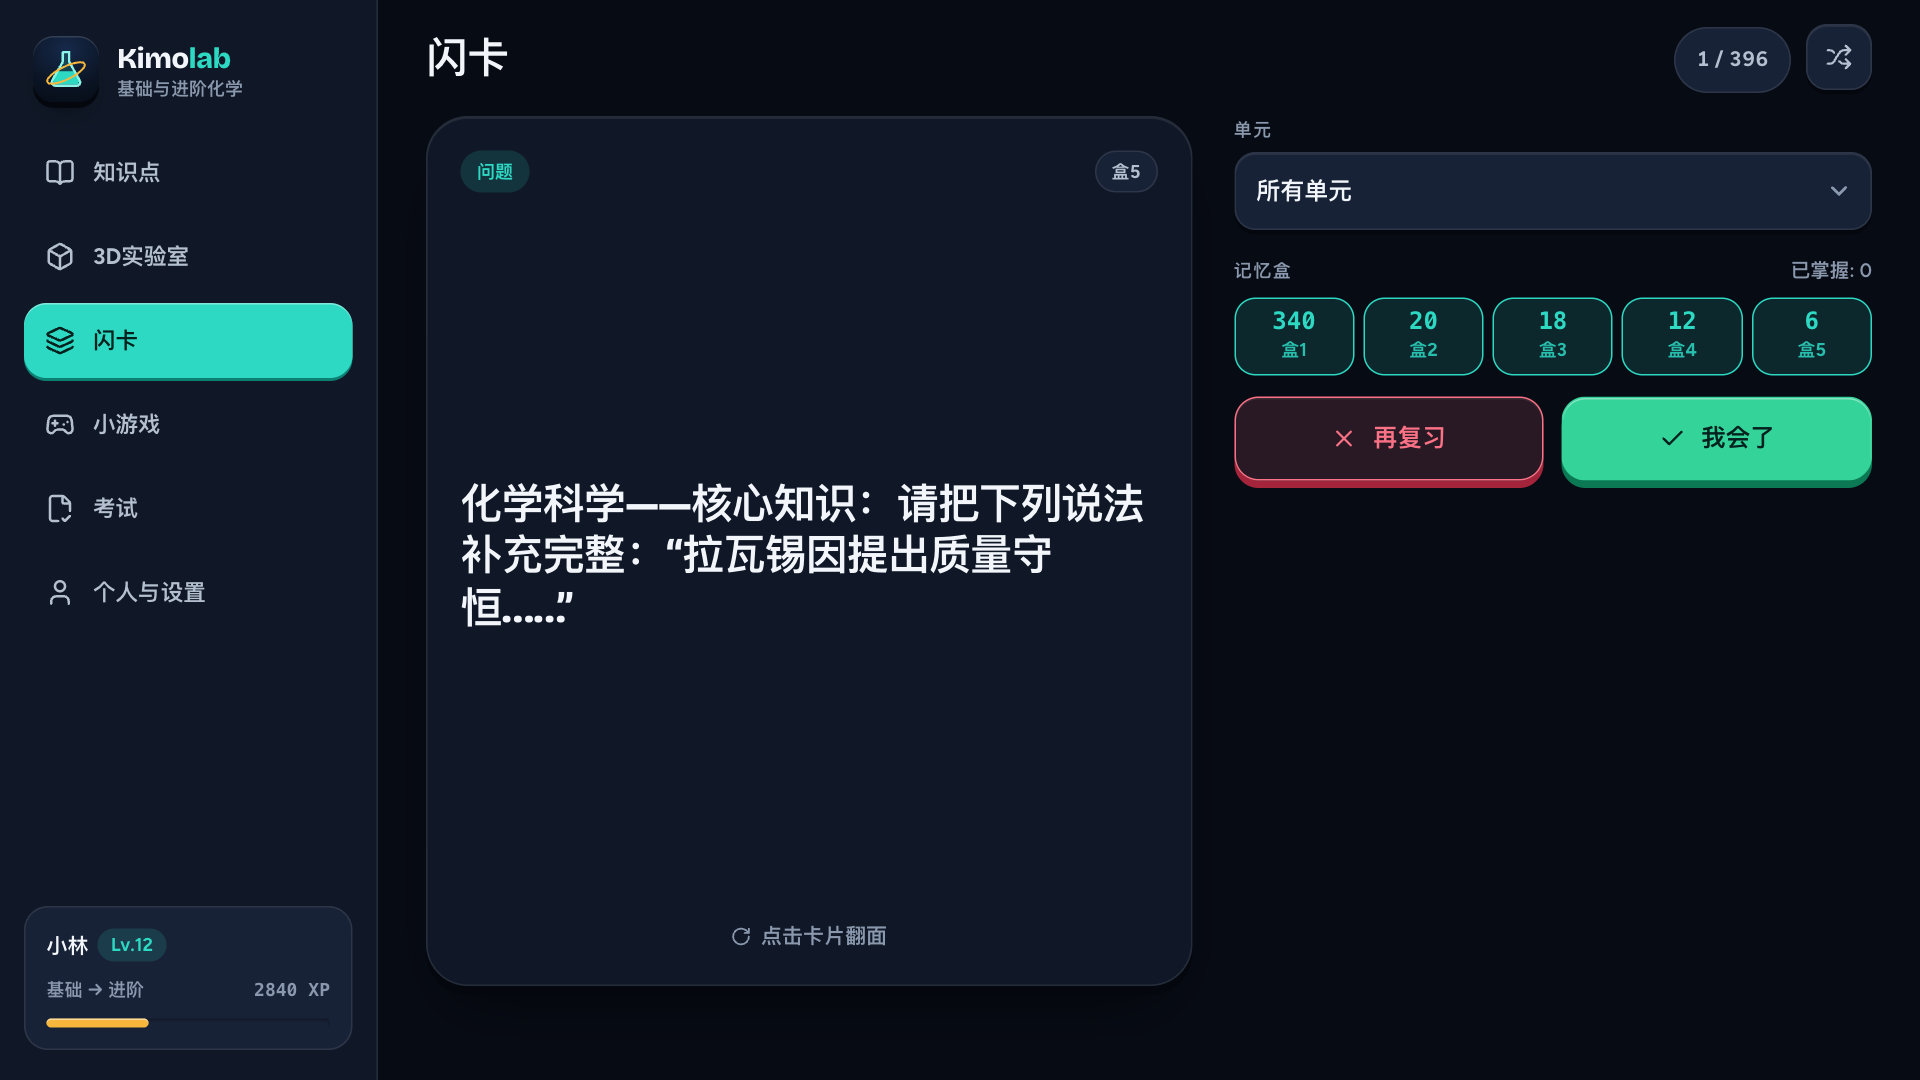 Kimolab
基础与进阶化学
知识点
3D实验室
闪卡
小游戏
考试
个人与设置
小林 Lv.12
基础 → 进阶 2840 XP
闪卡
1 / 396
问题
盒5
化学科学——核心知识：请把下列说法
补充完整：“拉瓦锡因提出质量守
恒……”
点击卡片翻面
单元
所有单元
记忆盒
已掌握: 0
340
盒1
20
盒2
18
盒3
12
盒4
6
盒5
再复习
我会了